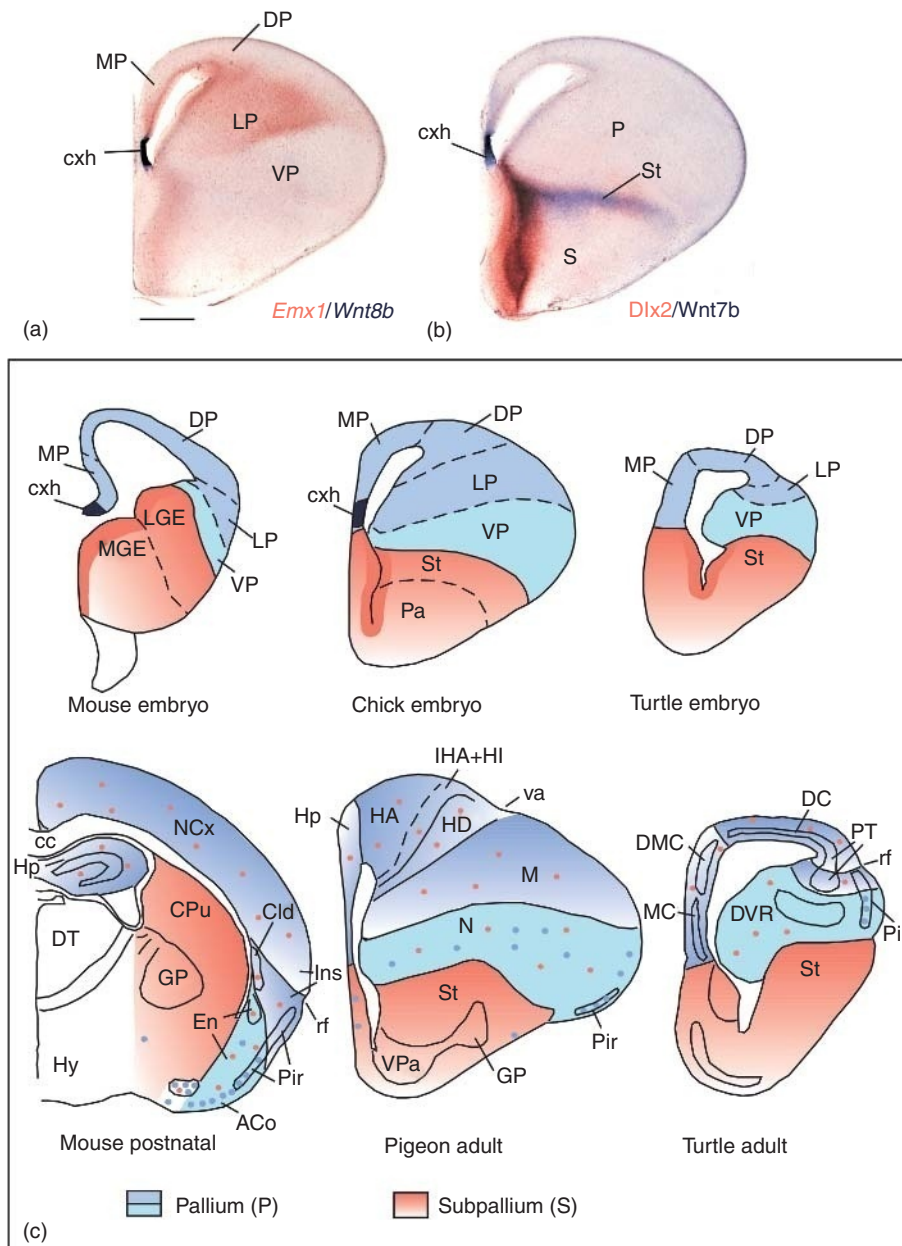 DP
MP
LP
cxh
VP
(a)
Emx1/Wnt8b
P
cxh
St
S
(b)
Dlx2/Wnt7b
DP
MP
cxh
LGE
MGE
LP
VP
Mouse embryo
MP
DP
cxh
LP
VP
St
Pa
Chick embryo
DP
MP
LP
VP
St
Turtle embryo
NCx
cc
Hp
CPu
Cld
DT
GP
Ins
En
rf
Hy
Pir
ACo
Mouse postnatal
IHA+HI
va
Hp
HA
HD
M
N
St
Pir
VPa
GP
Pigeon adult
DC
PT
DMC
rf
MC
DVR
Pi
St
Turtle adult
Pallium (P)
Subpallium (S)
(c)